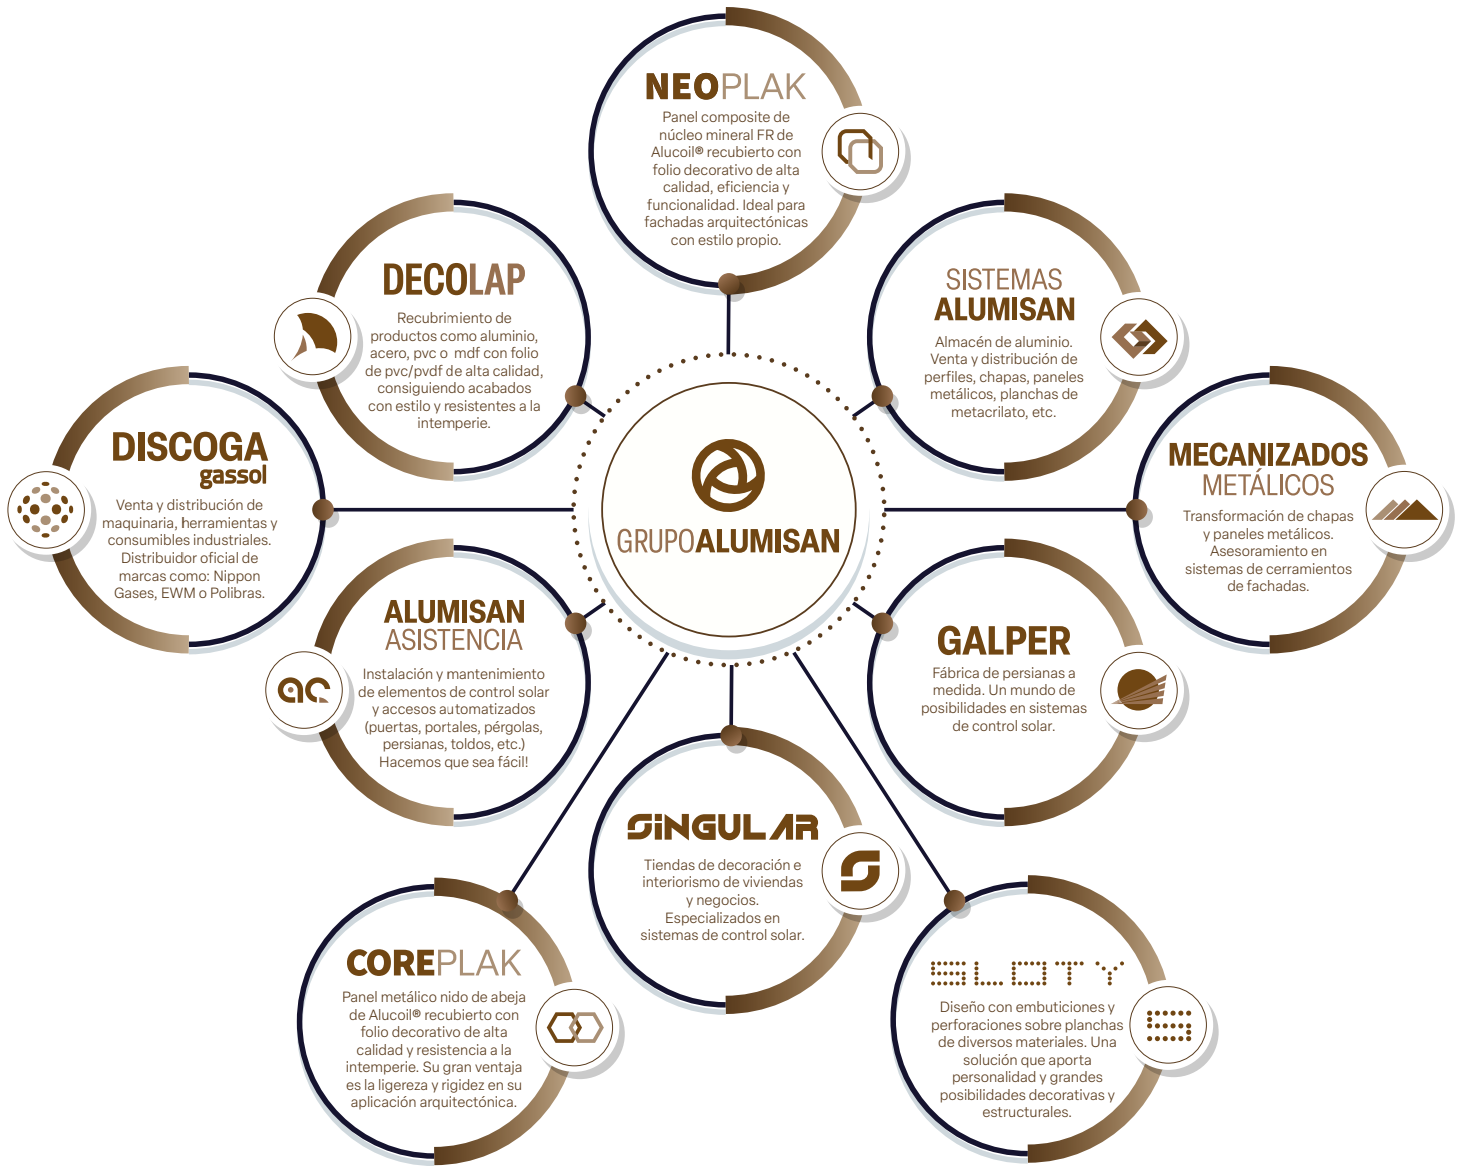 NEOPLAK
Panel composite de
núcleo mineral FR de
Alucoil® recubierto con
folio decorativo de alta
calidad, eficiencia y
funcionalidad. Ideal para
fachadas arquitectónicas
con estilo propio.
DECOLAP
Recubrimiento de
productos como aluminio,
acero, pvc o mdf con folio
de pvc/pvdf de alta calidad,
consiguiendo acabados
con estilo y resistentes a la
intemperie.
SISTEMAS
ALUMISAN
Almacén de aluminio.
Venta y distribución de
perfiles, chapas, paneles
metálicos, planchas de
metacrilato, etc.
DISCOGA
gassol
Venta y distribución de
maquinaria, herramientas y
consumibles industriales.
Distribuidor oficial de
marcas como: Nippon
Gases, EWM o Polibras.
GRUPOALUMISAN
MECANIZADOS
METÁLICOS
Transformación de chapas
y paneles metálicos.
Asesoramiento en
sistemas de cerramientos
de fachadas.
ALUMISAN
ASISTENCIA
Instalación y mantenimiento
de elementos de control solar
y accesos automatizados
(puertas, portales, pérgolas,
persianas, toldos, etc.)
Hacemos que sea fácil!
GALPER
Fábrica de persianas a
medida. Un mundo de
posibilidades en sistemas
de control solar.
SINGULAR
Tiendas de decoración e
interiorismo de viviendas
y negocios.
Especializados en
sistemas de control solar.
COREPLAK
Panel metálico nido de abeja
de Alucoil® recubierto con
folio decorativo de alta
calidad y resistencia a la
intemperie. Su gran ventaja
es la ligereza y rigidez en su
aplicación arquitectónica.
SLOTY
Diseño con embuticiones y
perforaciones sobre planchas
de diversos materiales. Una
solución que aporta
personalidad y grandes
posibilidades decorativas y
estructurales.